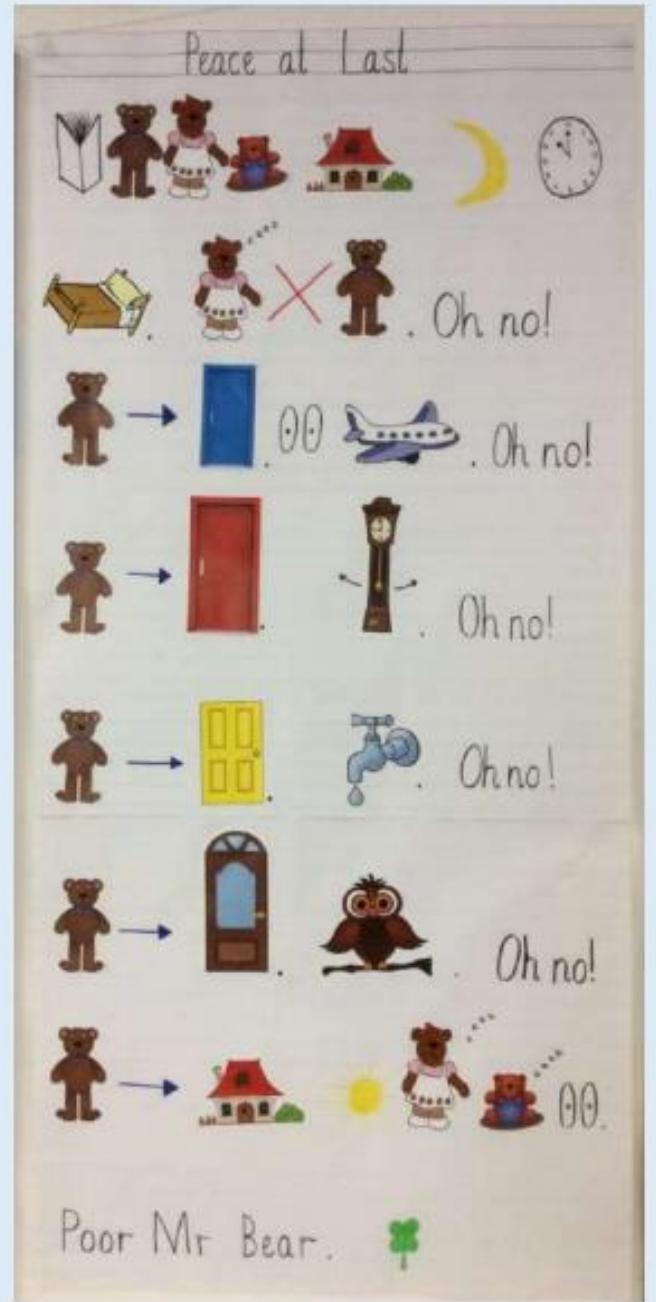 Peace at Last
. Oh no!
. . Oh no!
. . Oh no!
. . Oh no!
. . Oh no!
.
Poor Mr Bear.